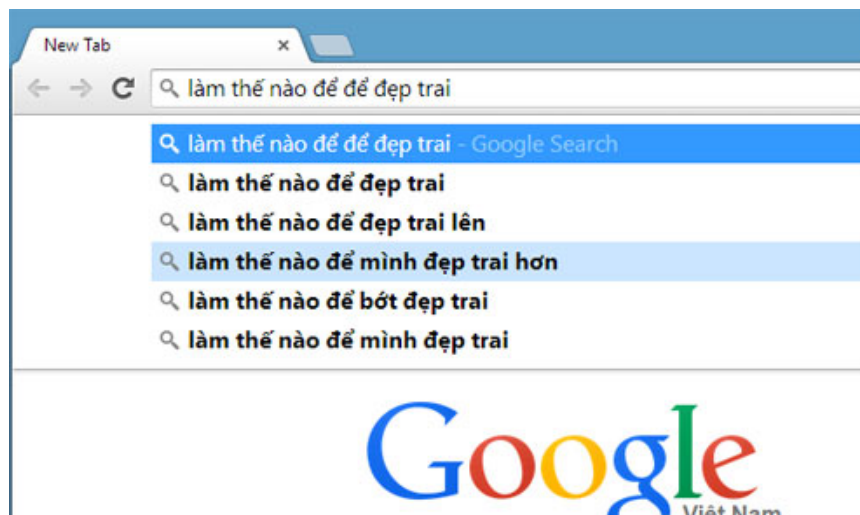 New Tab
làm thế nào để để đẹp trai
làm thế nào để để đẹp trai - Google Search
làm thế nào để đẹp trai
làm thế nào để đẹp trai lên
làm thế nào để mình đẹp trai hơn
làm thế nào để bớt đẹp trai
làm thế nào để mình đẹp trai
Google
Việt Nam